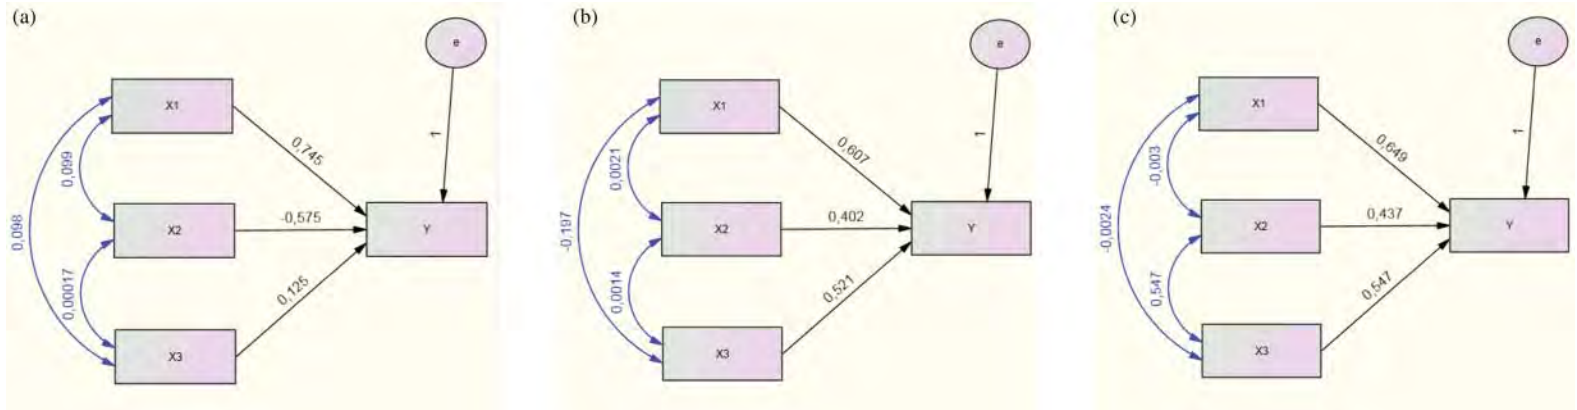 (a)
e
X1
1
0,745
0,099
0,098
X2
-0,575
Y
0,00017
0,125
X3
(b)
e
X1
1
0,607
0,0021
-0,197
X2
0,402
Y
0,0014
0,521
X3
(c)
e
X1
1
0,649
-0,003
-0,0024
X2
0,437
Y
0,547
0,547
X3